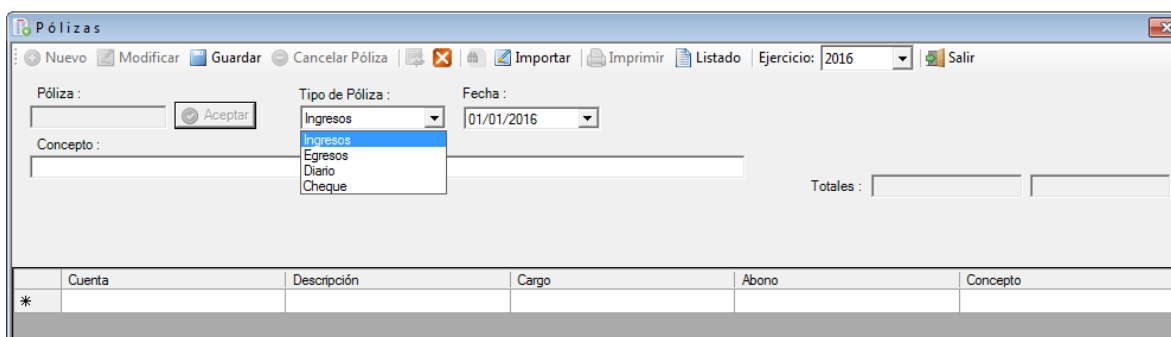 Pólizas
Nuevo Modificar Guardar Cancelar Póliza Importar Imprimir Listado Ejercicio: 2016 Salir
Póliza : Tipo de Póliza : Fecha :
Aceptar Ingresos 01/01/2016
Ingresos
Concepto :
Egresos
Diario
Cheque
Totales :
Cuenta Descripción Cargo Abono Concepto